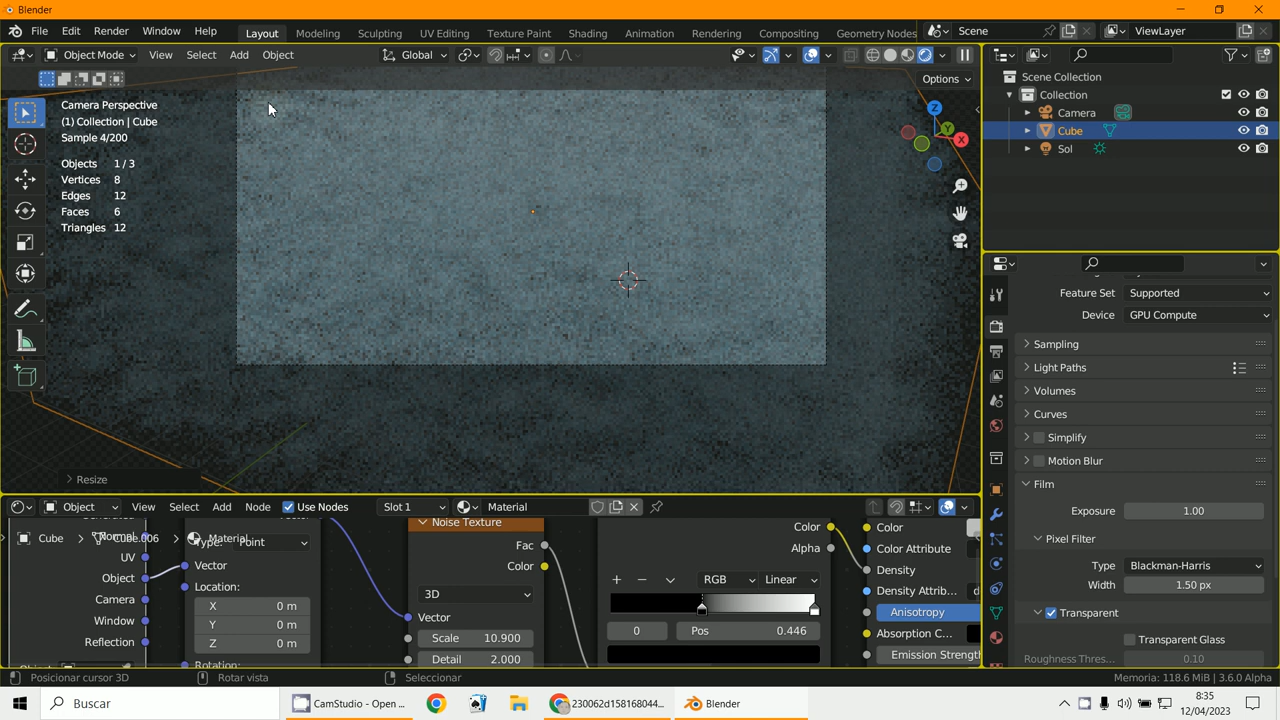 Blender
File Edit Render Window Help
Layout Modeling Sculpting UV Editing Texture Paint Shading Animation Rendering Compositing Geometry Nodes
Scene ViewLayer
Object Mode View Select Add Object Global
Options
Camera Perspective
(1) Collection | Cube
Sample 4/200
Objects 1 / 3
Vertices 8
Edges 12
Faces 6
Triangles 12
Z
Y
X
Resize
Scene Collection
Collection
Camera
Cube
Sol
Feature Set Supported
Device GPU Compute
Sampling
Light Paths
Volumes
Curves
Simplify
Motion Blur
Film
Exposure 1.00
Pixel Filter
Type Blackman-Harris
Width 1.50 px
Transparent
Transparent Glass
Roughness Thres... 0.10
Object View Select Add Node Use Nodes Slot 1 Material
Cube Cube.006 Material
UV
Object
Camera
Window
Reflection
Type: Point
Vector
Location:
X 0 m
Y 0 m
Z 0 m
Rotation:
Noise Texture
Fac
Color
3D
Vector
Scale 10.900
Detail 2.000
Color
Alpha
RGB Linear
0 Pos 0.446
Color
Color Attribute
Density
Density Attrib...
Anisotropy
Absorption C...
Emission Strengt
Posicionar cursor 3D Rotar vista Seleccionar Memoria: 118.6 MiB | 3.6.0 Alpha
Buscar
CamStudio - Open ...
230062d158168044...
Blender
8:35
12/04/2023